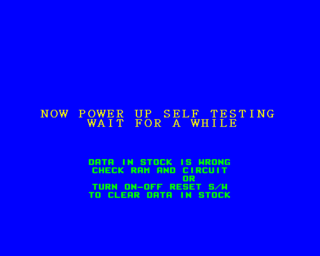 NOW POWER UP SELF TESTING
WAIT FOR A WHILE
DATA IN STOCK IS WRONG
CHECK RAM AND CIRCUIT
OR
TURN ON-OFF RESET S/W
TO CLEAR DATA IN STOCK